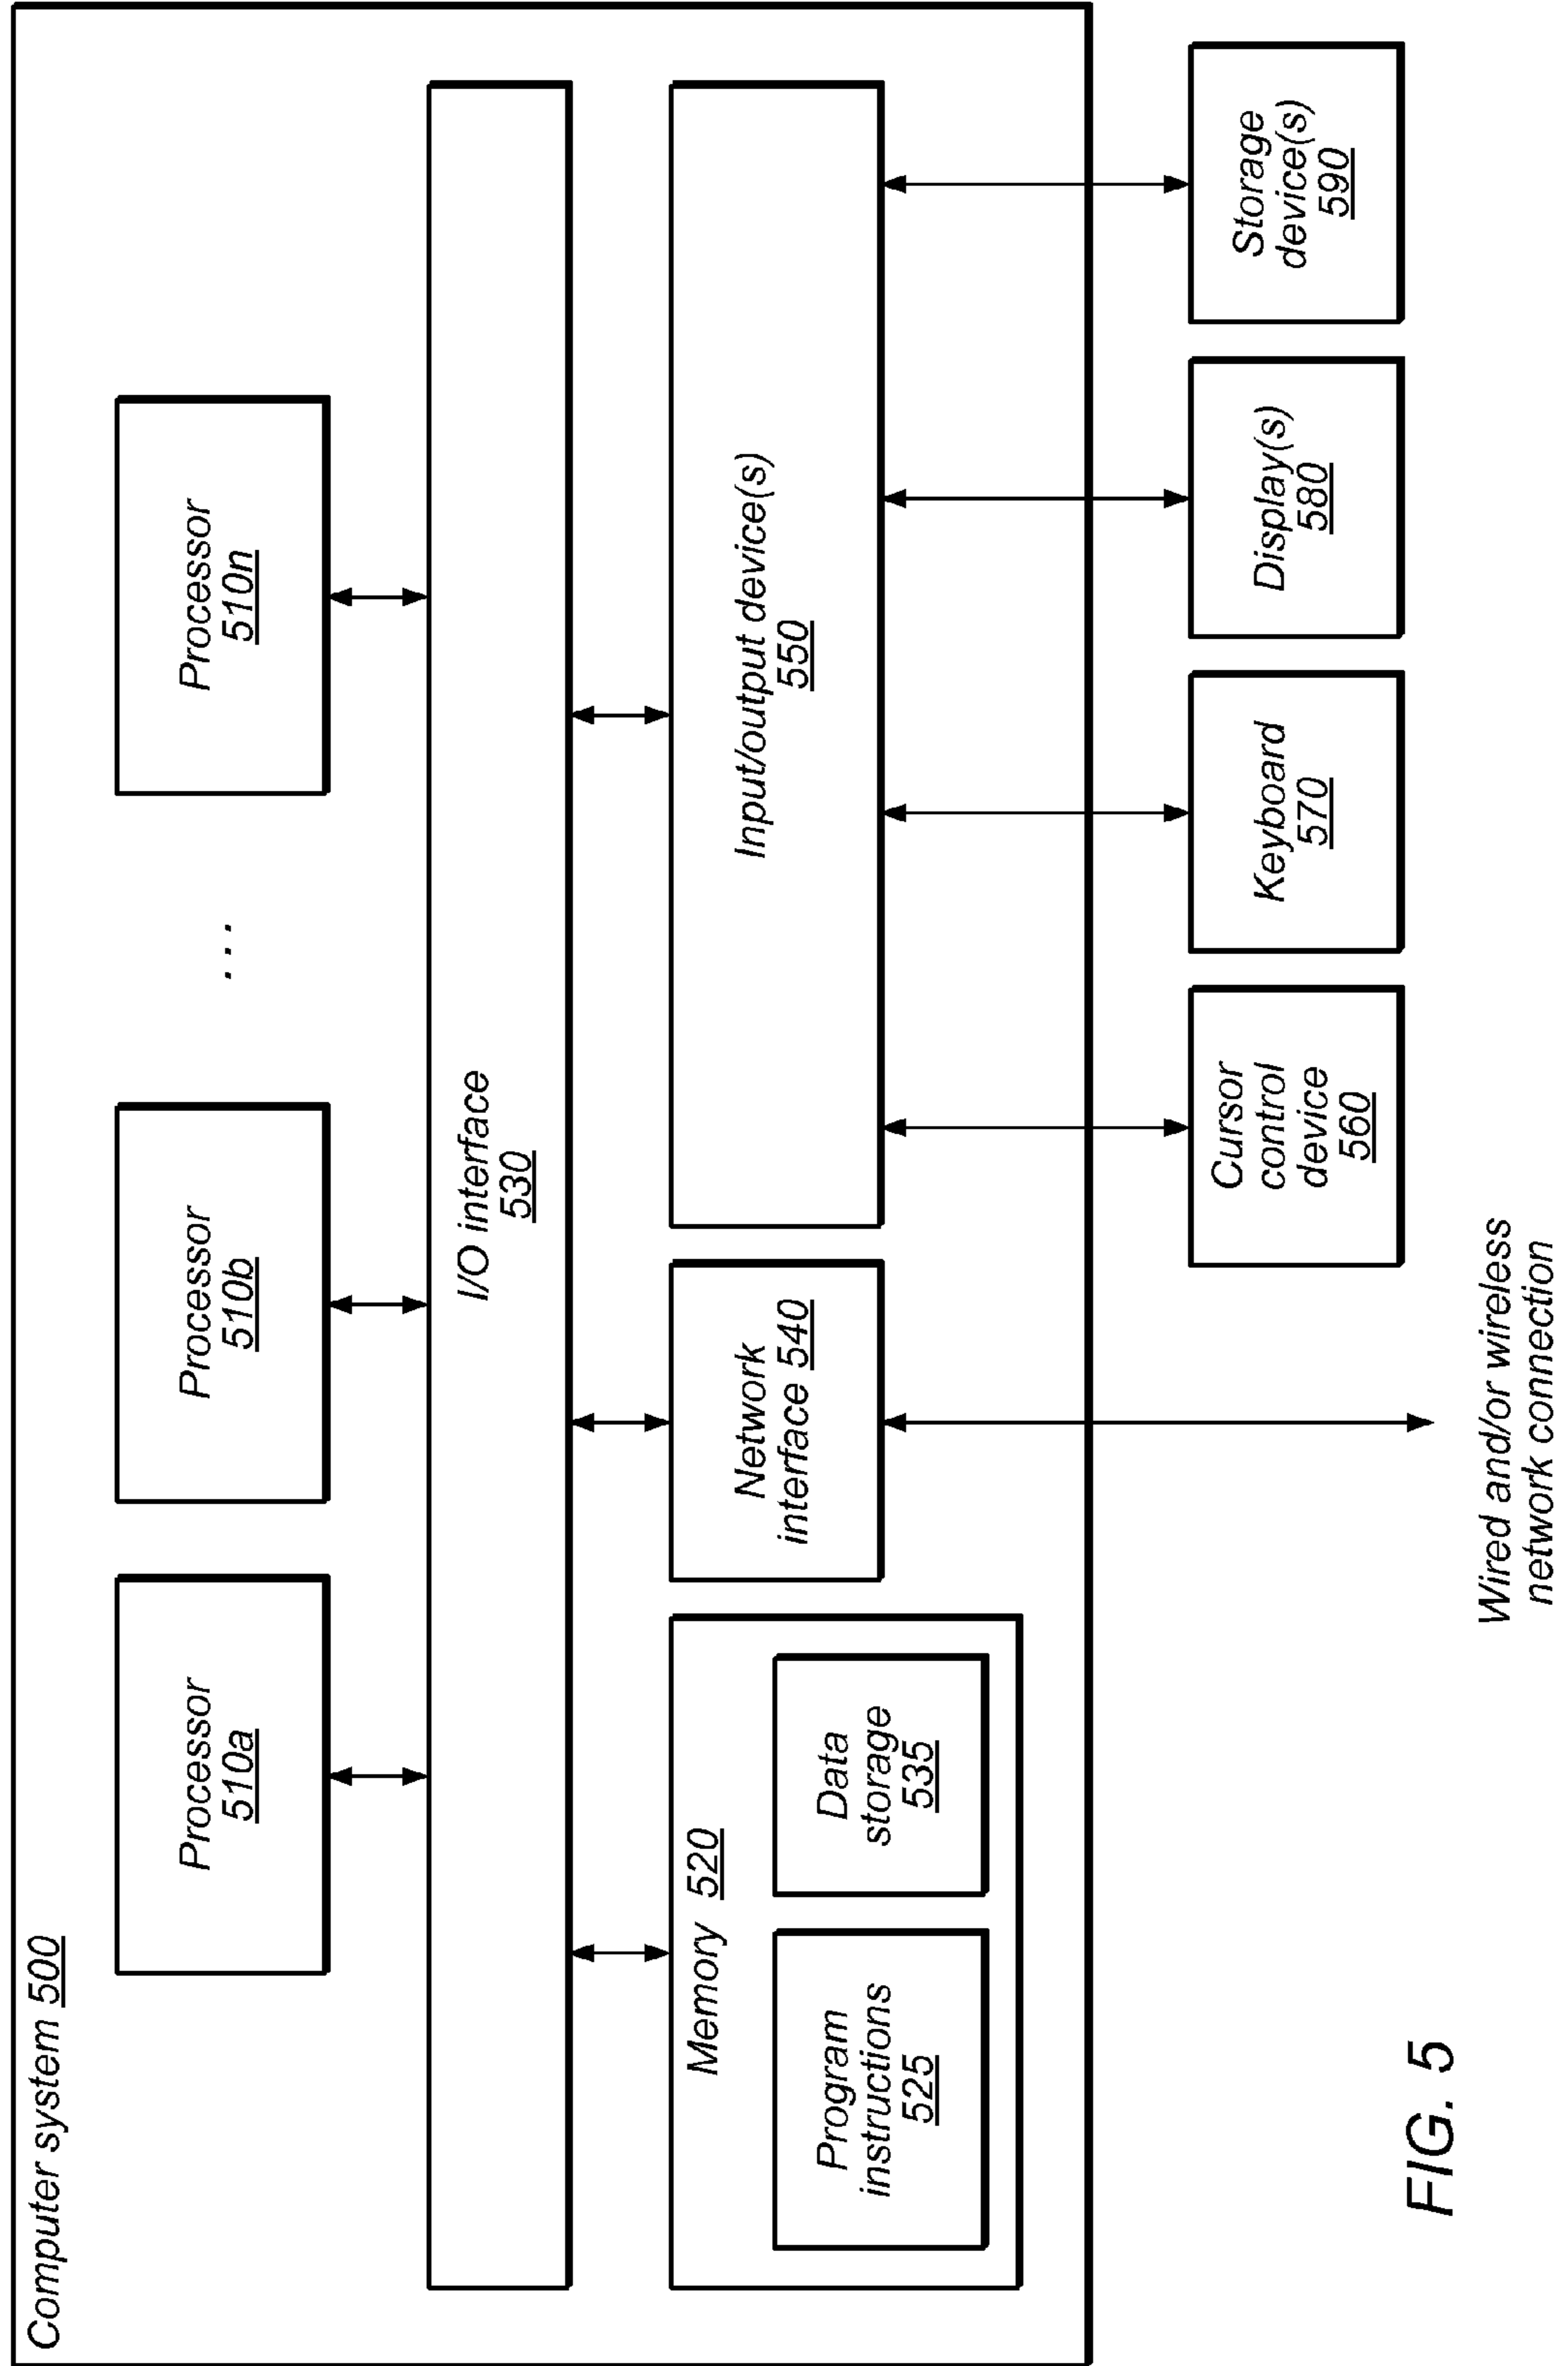 Computer system 500
Processor
510a
Processor
510b
...
Processor
510n
I/O interface
530
Memory 520
Program
instructions
525
Data
storage
535
Network
interface 540
Input/output device(s)
550
Cursor
control
device
560
Keyboard
570
Display(s)
580
Storage
device(s)
590
Wired and/or wireless
network connection
FIG. 5